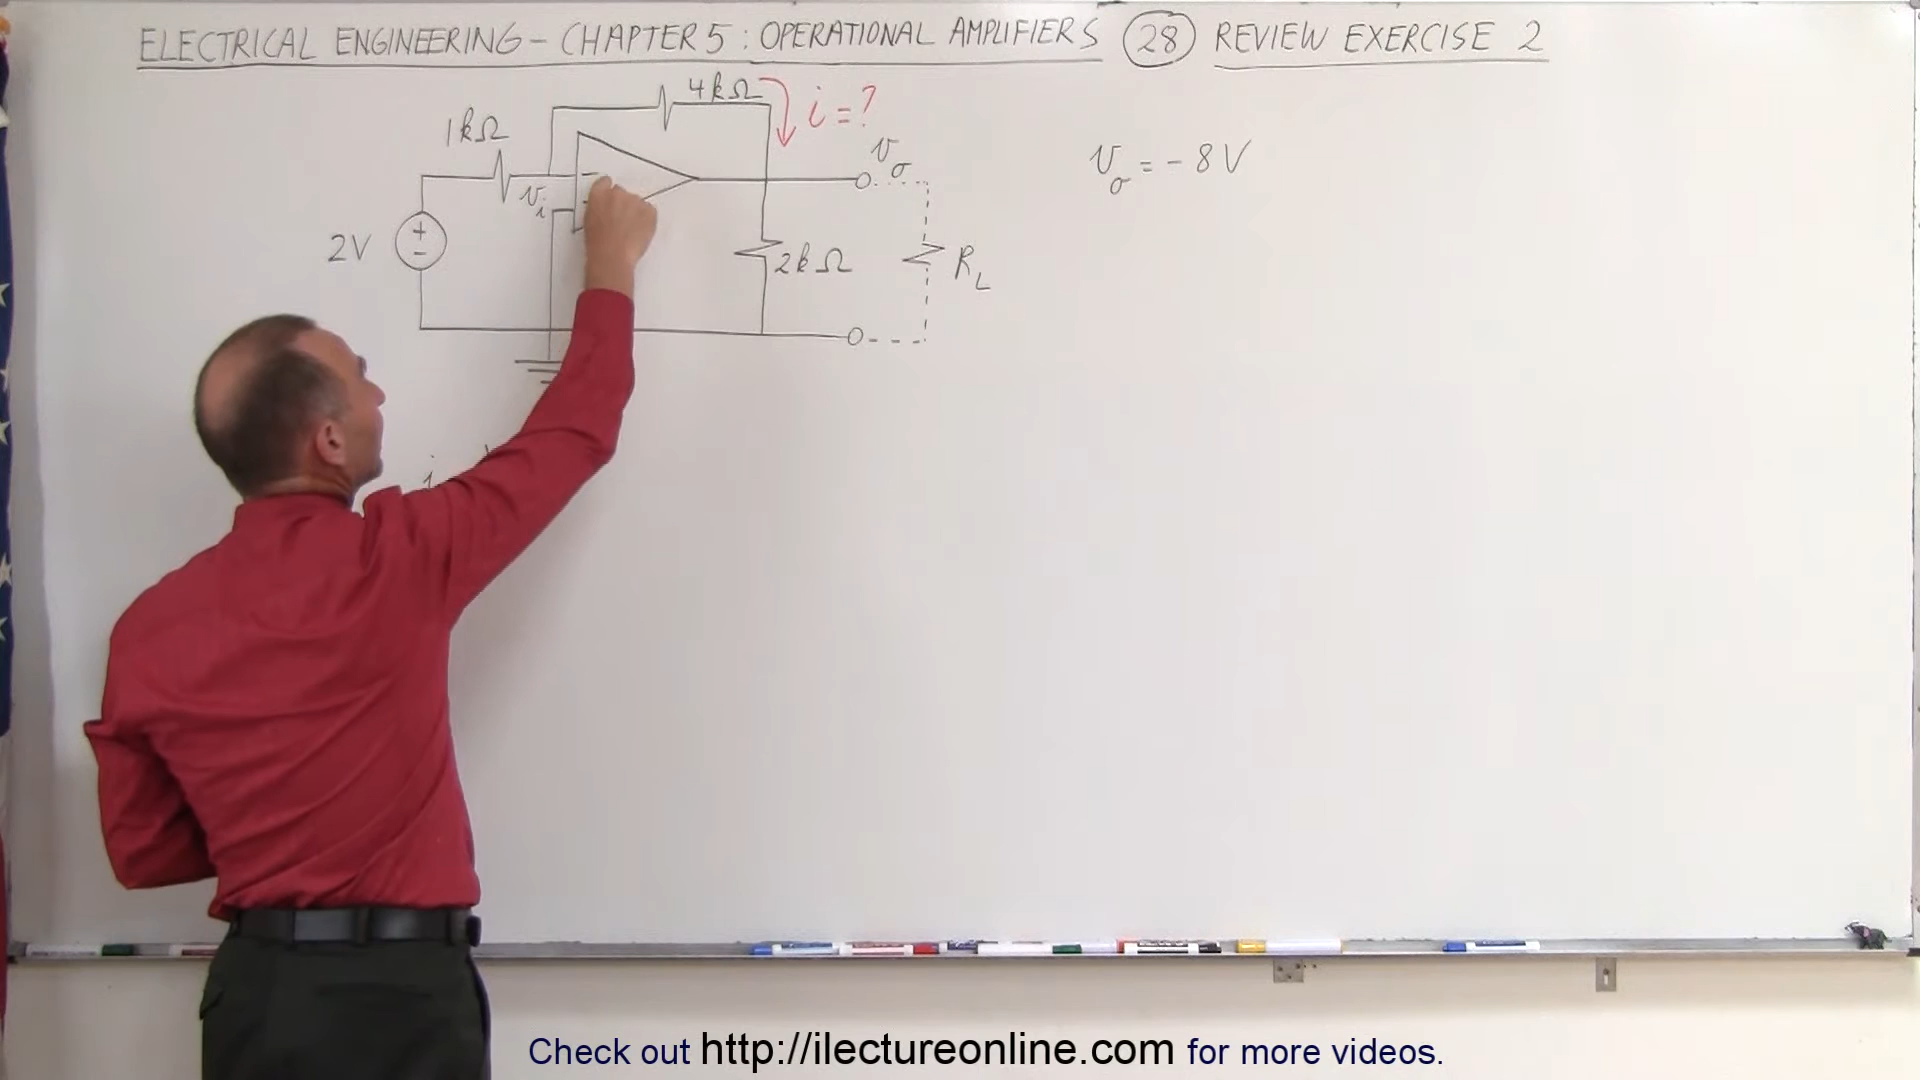 ELECTRICAL ENGINEERING – CHAPTER 5 : OPERATIONAL AMPLIFIERS (28) REVIEW EXERCISE 2
4kΩ
i = ?
1kΩ
v_o
v_o = - 8 V
v_i
2V
+
-
2kΩ
R_L
i
Check out http://ilectureonline.com for more videos.